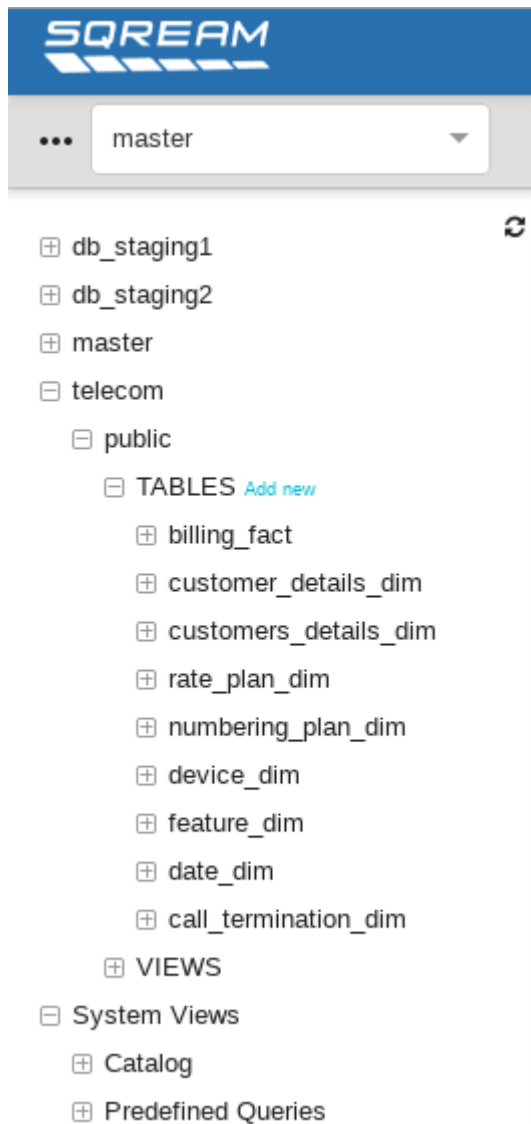 SQREAM
master
db_staging1
db_staging2
master
telecom
public
TABLES Add new
billing_fact
customer_details_dim
customers_details_dim
rate_plan_dim
numbering_plan_dim
device_dim
feature_dim
date_dim
call_termination_dim
VIEWS
System Views
Catalog
Predefined Queries